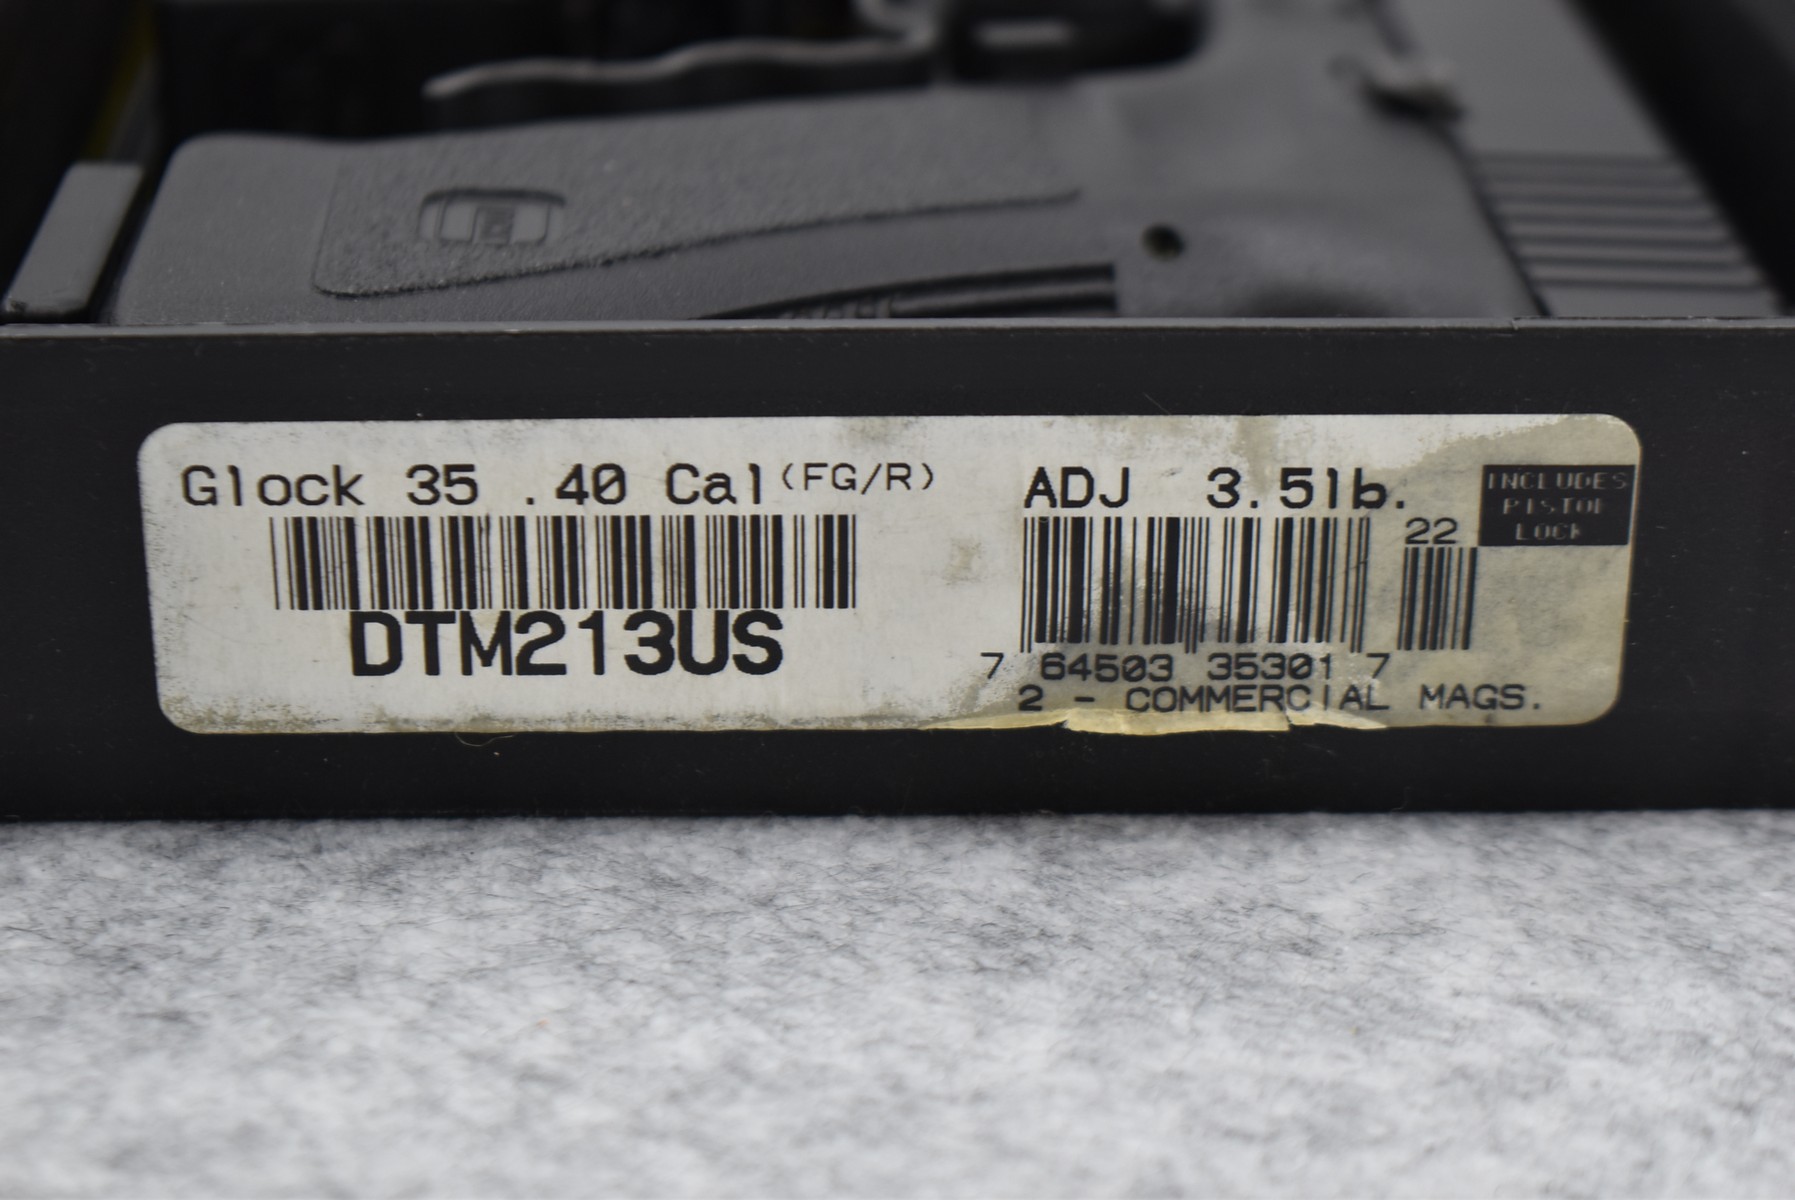 Glock 35 .40 Cal (FG/R)
DTM213US
ADJ 3.5lb.
INCLUDES
PISTOL
LOCK
22
7 64503 35301 7
2 - COMMERCIAL MAGS.